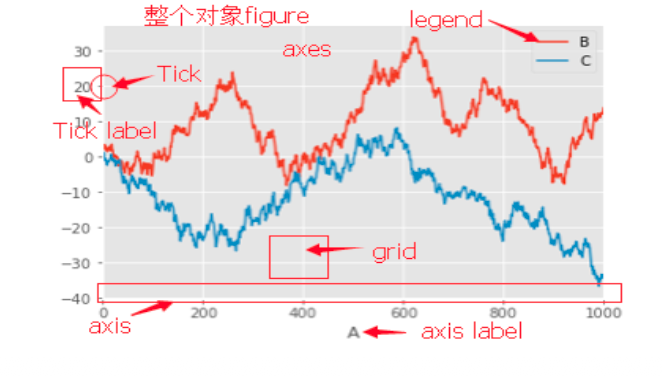 整个对象figure
legend
axes
B
C
30
20
Tick
10
Tick label
0
−10
−20
grid
−30
−40
0 200 400 600 800 1000
axis
A
axis label